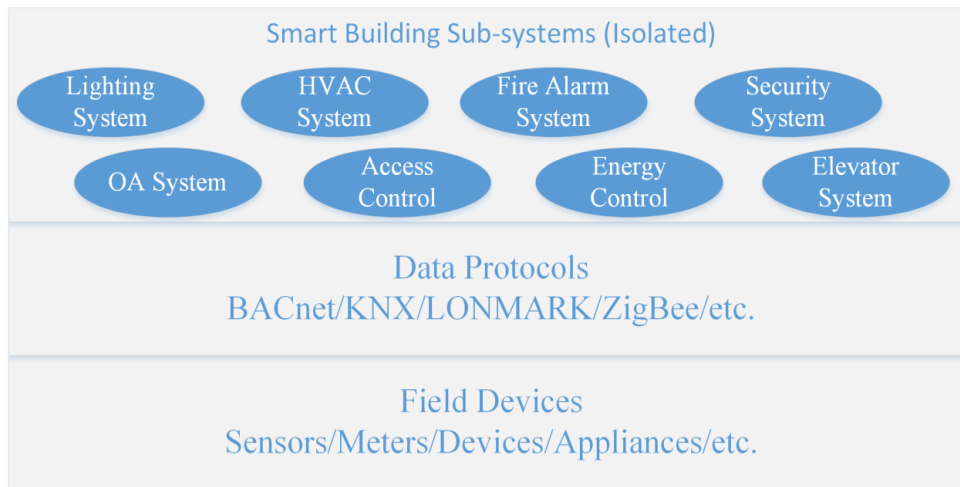 Smart Building Sub-systems (Isolated)
Lighting
System
HVAC
System
Fire Alarm
System
Security
System
OA System
Access
Control
Energy
Control
Elevator
System
Data Protocols
BACnet/KNX/LONMARK/ZigBee/etc.
Field Devices
Sensors/Meters/Devices/Appliances/etc.